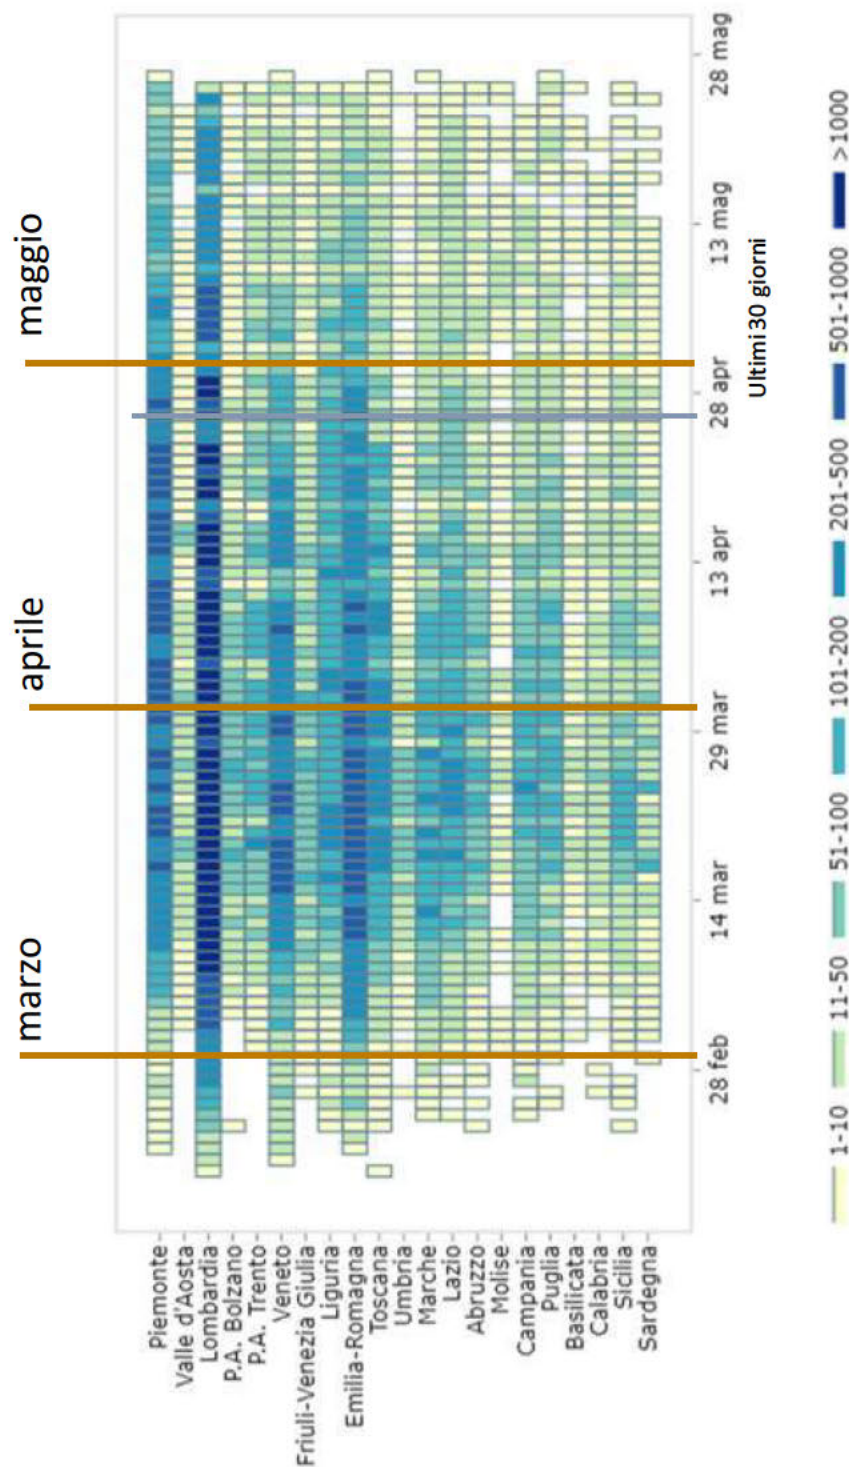 marzo
aprile
maggio
Piemonte
Valle d'Aosta
Lombardia
P.A. Bolzano
P.A. Trento
Veneto
Friuli-Venezia Giulia
Liguria
Emilia-Romagna
Toscana
Umbria
Marche
Lazio
Abruzzo
Molise
Campania
Puglia
Basilicata
Calabria
Sicilia
Sardegna
28 feb
14 mar
29 mar
13 apr
28 apr
13 mag
28 mag
Ultimi 30 giorni
1-10
11-50
51-100
101-200
201-500
501-1000
>1000